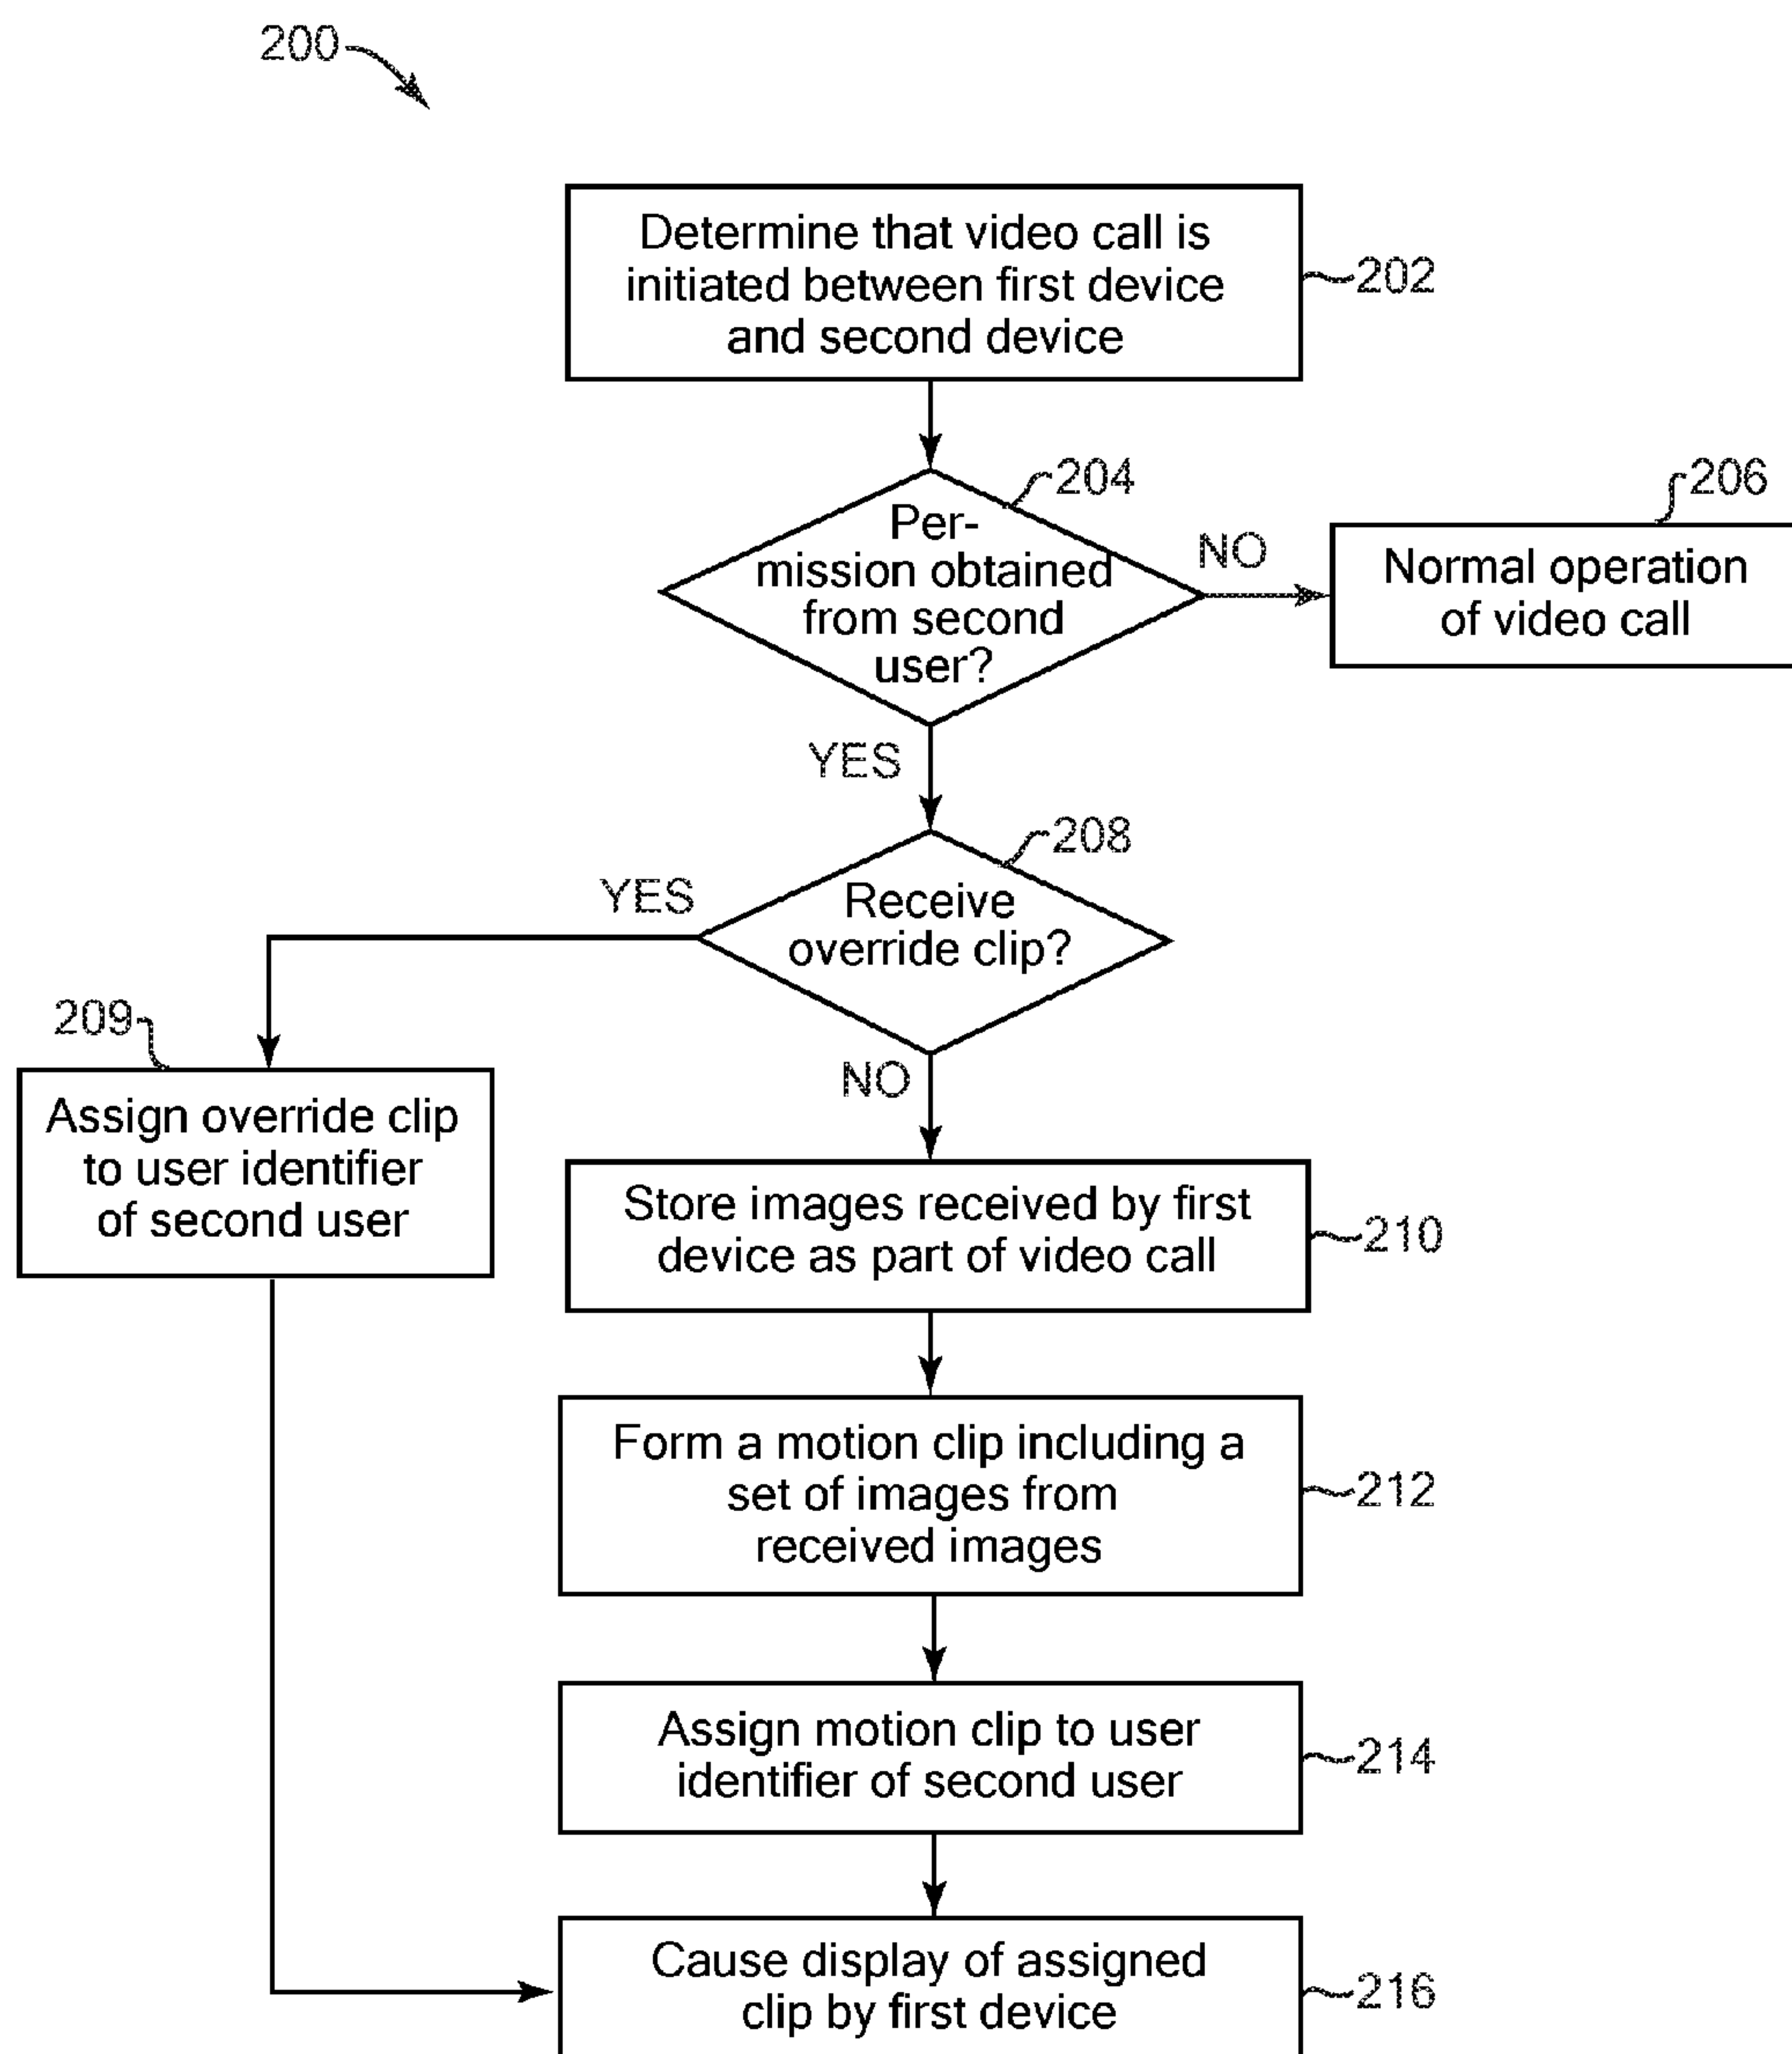 200
Determine that video call is
initiated between first device
and second device
202
204
Per-
mission obtained
from second
user?
NO
206
Normal operation
of video call
YES
208
Receive
override clip?
YES
209
Assign override clip
to user identifier
of second user
NO
Store images received by first
device as part of video call
210
Form a motion clip including a
set of images from
received images
212
Assign motion clip to user
identifier of second user
214
Cause display of assigned
clip by first device
216